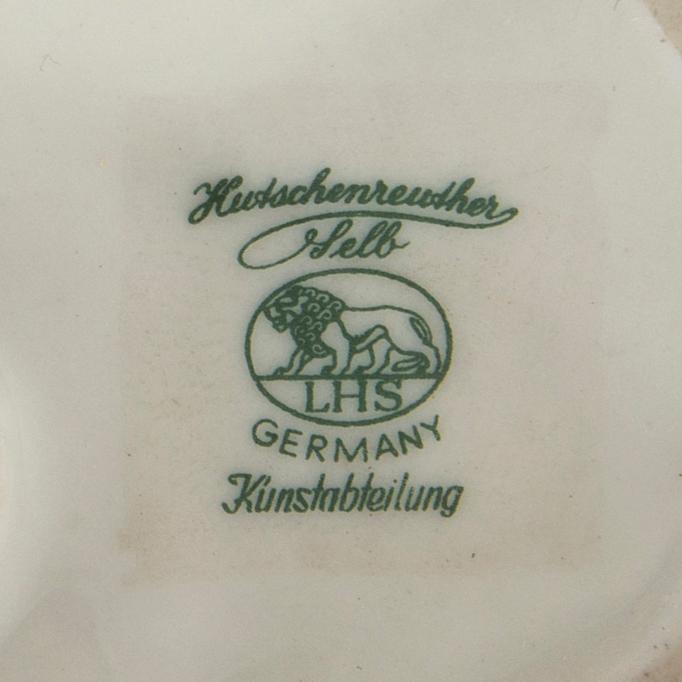 Hutschenreuther
Selb
LHS
GERMANY
Kunstabteilung